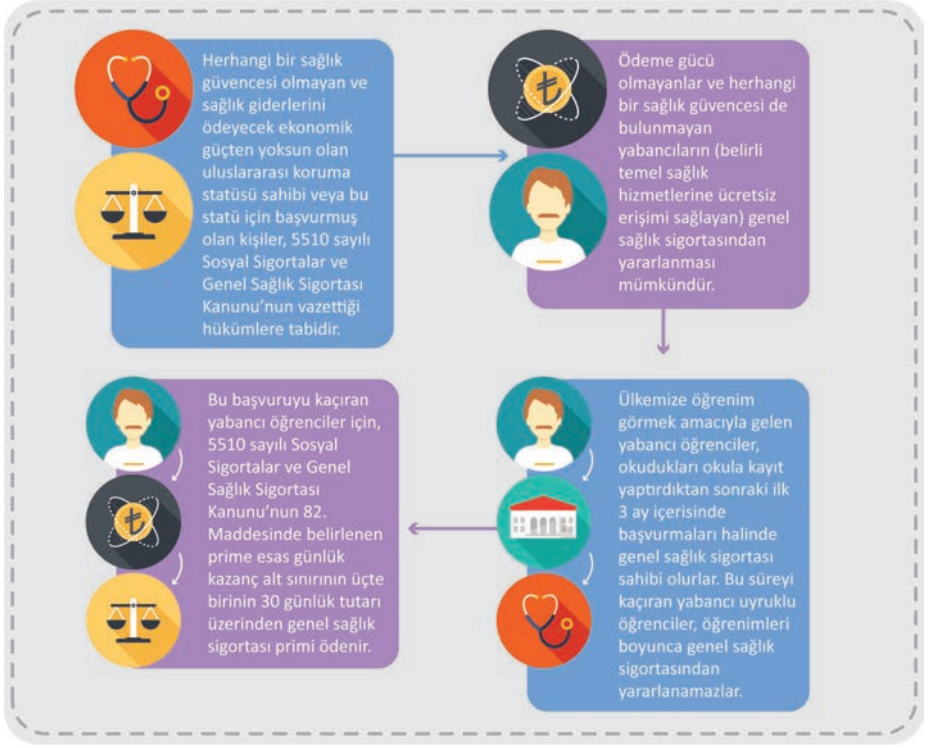 Herhangi bir sağlık
güvencesi olmayan ve
sağlık giderlerini
ödeyecek ekonomik
güçten yoksun olan
uluslararası koruma
statüsü sahibi veya bu
statü için başvurmuş
olan kişiler, 5510 sayılı
Sosyal Sigortalar ve
Genel Sağlık Sigortası
Kanunu’nun vazettiği
hükümlere tabidir.
Ödeme gücü
olmayanlar ve herhangi
bir sağlık güvencesi de
bulunmayan
yabancıların (belirli
temel sağlık
hizmetlerine ücretsiz
erişimi sağlayan) genel
sağlık sigortasından
yararlanması
mümkündür.
Ülkemize öğrenim
görmek amacıyla gelen
yabancı öğrenciler,
okudukları okula kayıt
yaptırdıktan sonraki ilk
3 ay içerisinde
başvurmaları halinde
genel sağlık sigortası
sahibi olurlar. Bu süreyi
kaçıran yabancı uyruklu
öğrenciler, öğrenimleri
boyunca genel sağlık
sigortasından
yararlanamazlar.
Bu başvuruyu kaçıran
yabancı öğrenciler için,
5510 sayılı Sosyal
Sigortalar ve Genel
Sağlık Sigortası
Kanunu’nun 82.
Maddesinde belirlenen
prime esas günlük
kazanç alt sınırının üçte
birinin 30 günlük tutarı
üzerinden genel sağlık
sigortası primi ödenir.